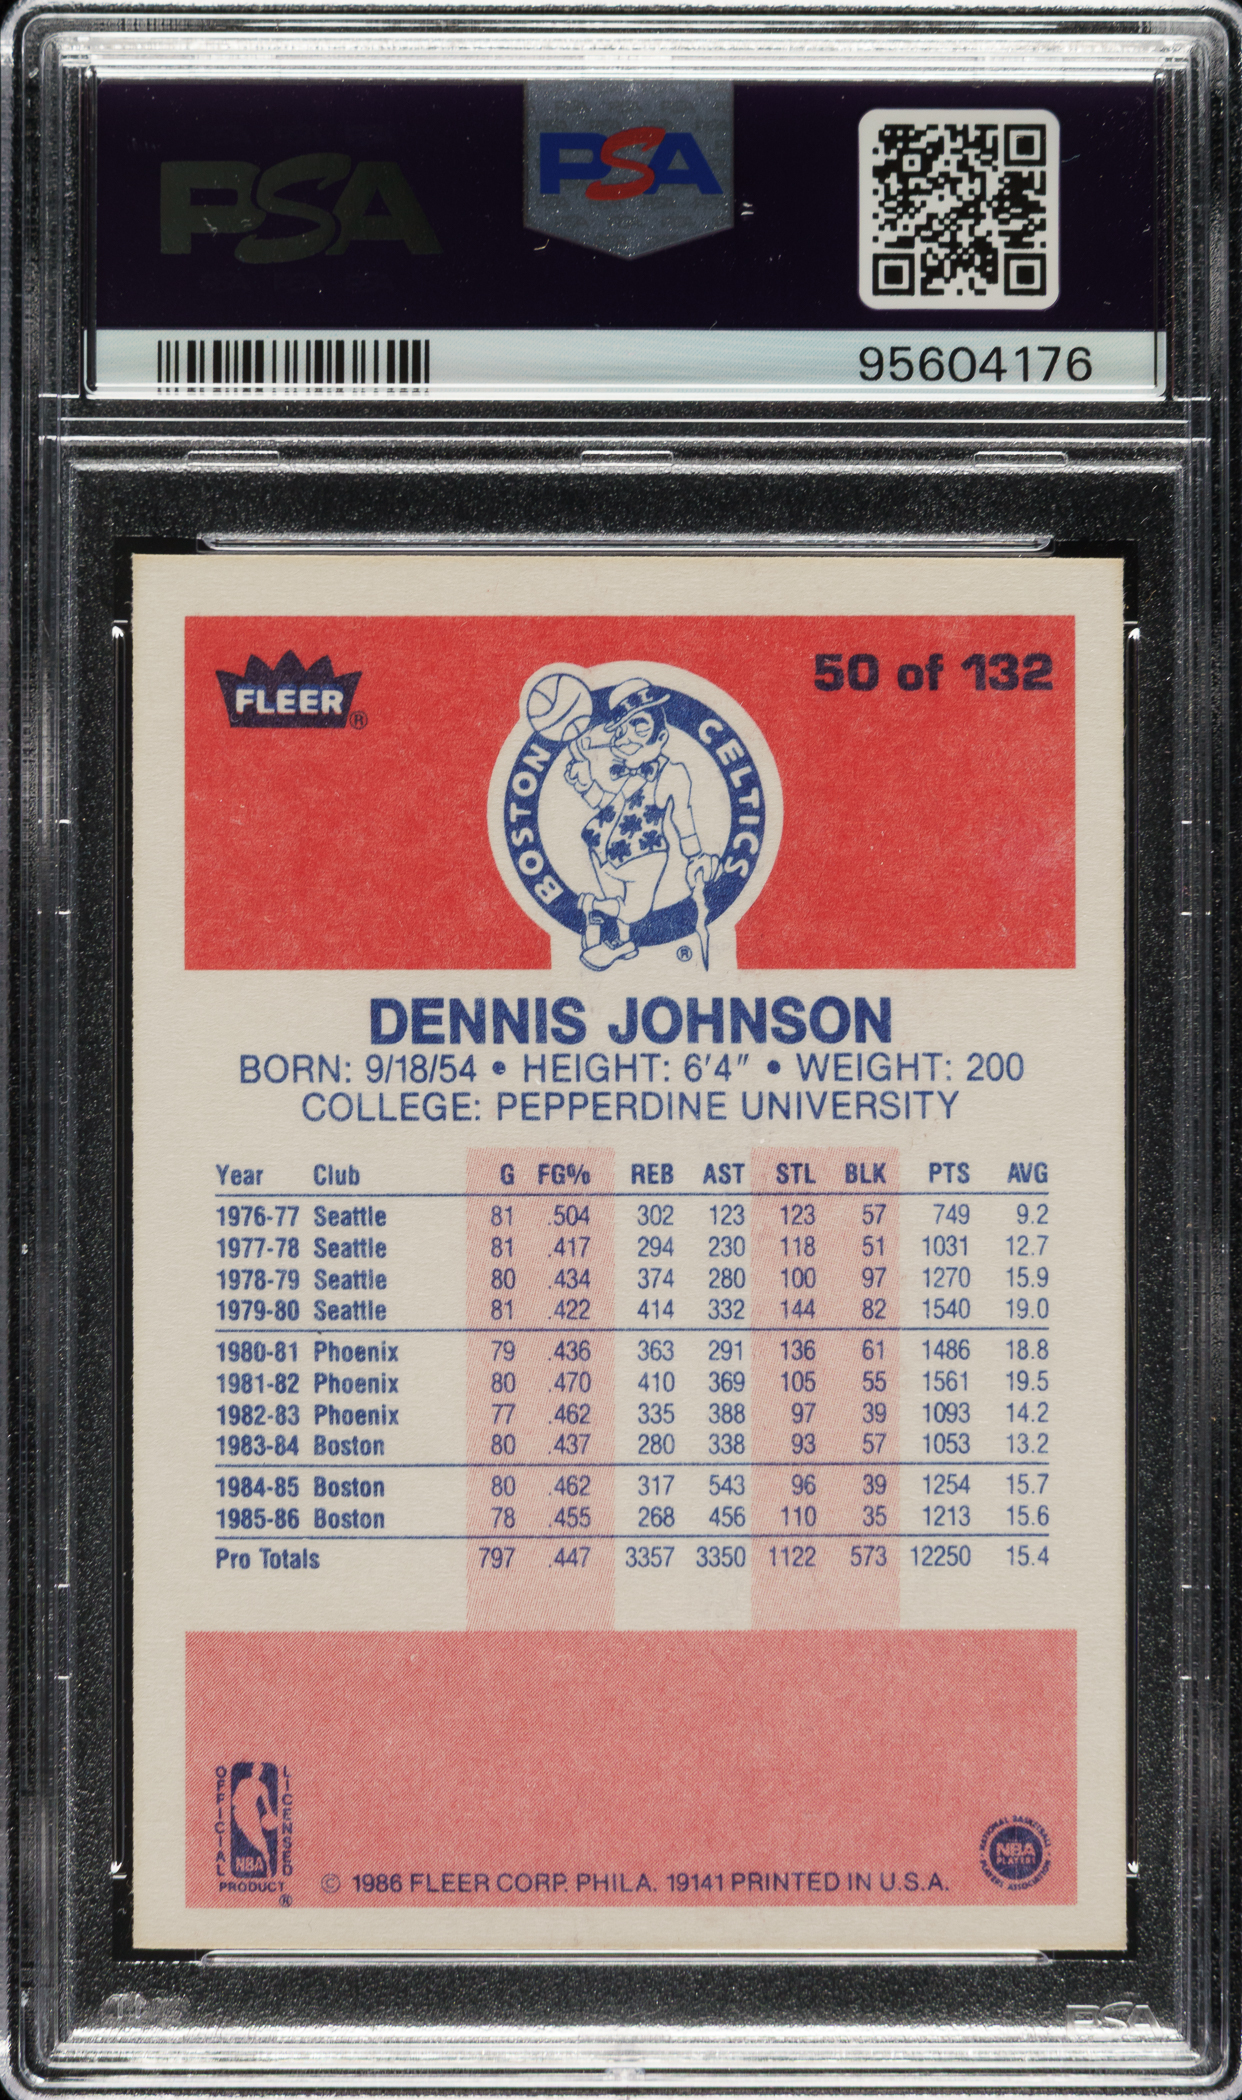 PSA
PSA
95604176
FLEER®
50 of 132
BOSTON CELTICS
®
DENNIS JOHNSON
BORN: 9/18/54 • HEIGHT: 6'4" • WEIGHT: 200
COLLEGE: PEPPERDINE UNIVERSITY
Year Club G FG% REB AST STL BLK PTS AVG
1976-77 Seattle 81 .504 302 123 123 57 749 9.2
1977-78 Seattle 81 .417 294 230 118 51 1031 12.7
1978-79 Seattle 80 .434 374 280 100 97 1270 15.9
1979-80 Seattle 81 .422 414 332 144 82 1540 19.0
1980-81 Phoenix 79 .436 363 291 136 61 1486 18.8
1981-82 Phoenix 80 .470 410 369 105 55 1561 19.5
1982-83 Phoenix 77 .462 335 388 97 39 1093 14.2
1983-84 Boston 80 .437 280 338 93 57 1053 13.2
1984-85 Boston 80 .462 317 543 96 39 1254 15.7
1985-86 Boston 78 .455 268 456 110 35 1213 15.6
Pro Totals 797 .447 3357 3350 1122 573 12250 15.4
OFFICIAL LICENSED
NBA
PRODUCT
®
© 1986 FLEER CORP. PHILA. 19141 PRINTED IN U.S.A.
NATIONAL BASKETBALL
NBA
PLAYERS
PLAYERS ASSOCIATION
PSA